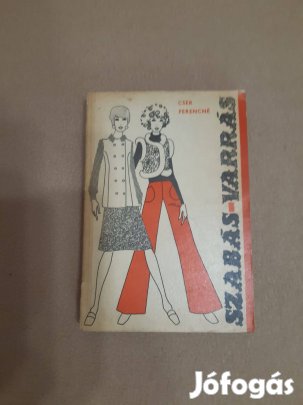 CSER
FERENCNÉ
SZABÁS-VARRÁS
Jófogás